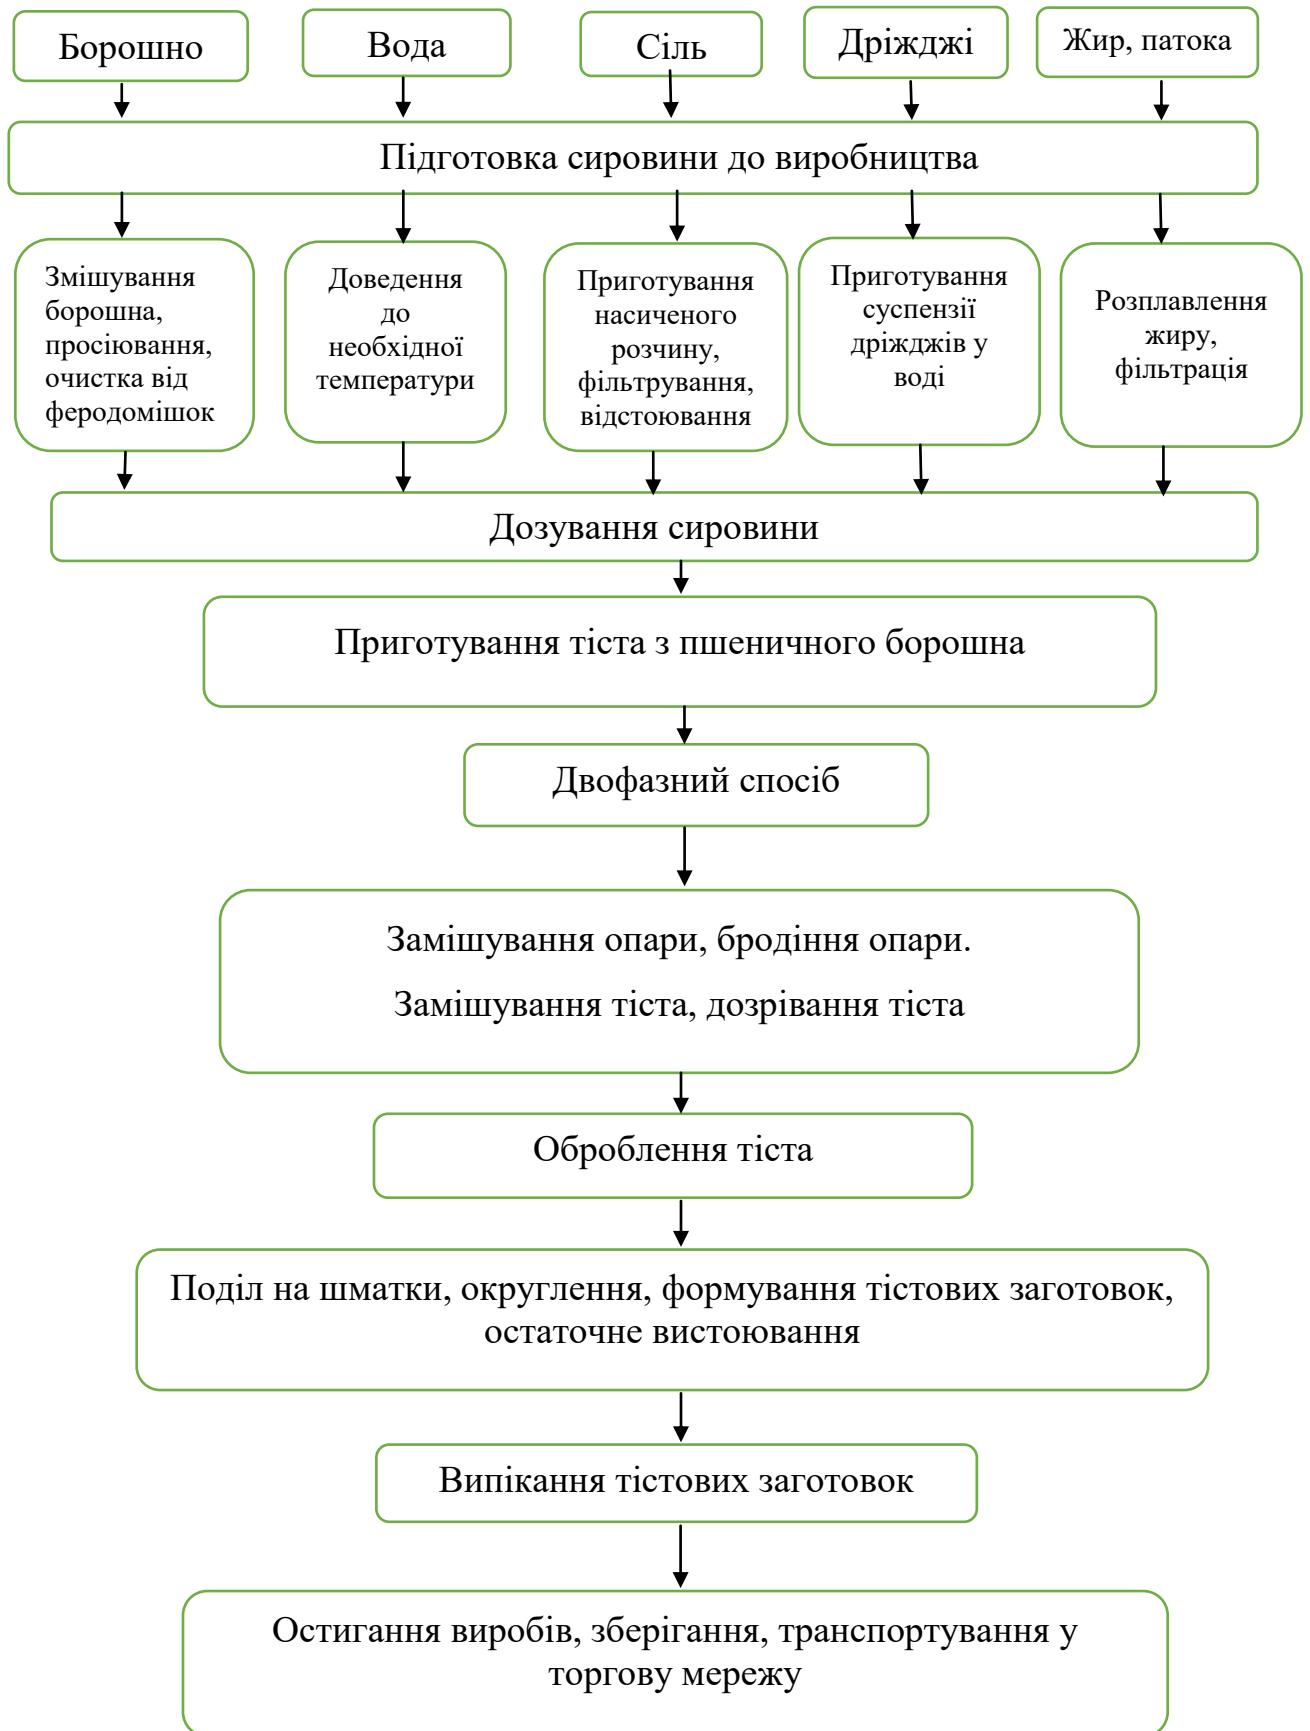 Борошно
Вода
Сіль
Дріжджі
Жир, патока
Підготовка сировини до виробництва
Змішування
борошна,
просіювання,
очистка від
феродомішок
Доведення
до
необхідної
температури
Приготування
насиченого
розчину,
фільтрування,
відстоювання
Приготування
суспензії
дріжджів у
воді
Розплавлення
жиру,
фільтрація
Дозування сировини
Приготування тіста з пшеничного борошна
Двофазний спосіб
Замішування опари, бродіння опари.
Замішування тіста, дозрівання тіста
Оброблення тіста
Поділ на шматки, округлення, формування тістових заготовок,
остаточне вистоювання
Випікання тістових заготовок
Остигання виробів, зберігання, транспортування у
торгову мережу